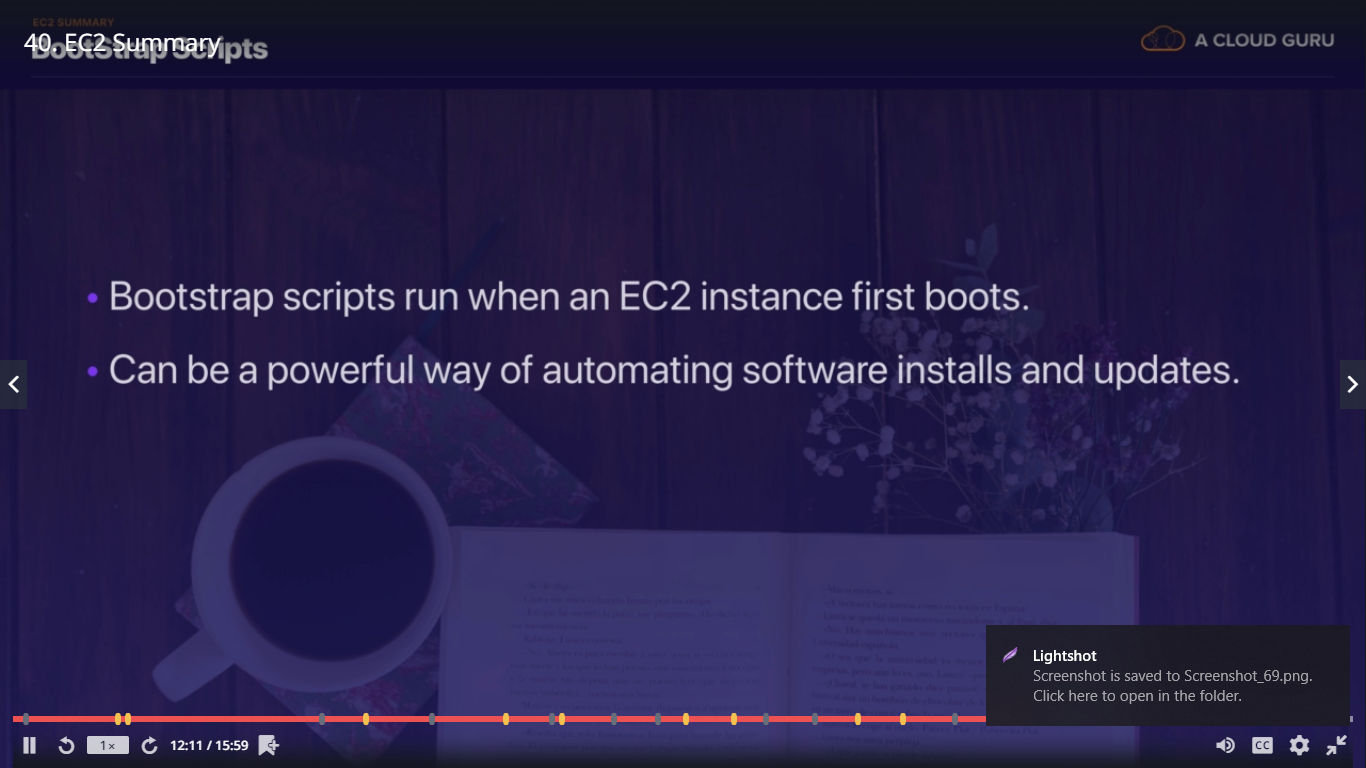 EC2 SUMMARY
40. EC2 Summary
BootStrap Scripts
A CLOUD GURU
• Bootstrap scripts run when an EC2 instance first boots.
• Can be a powerful way of automating software installs and updates.
Lightshot
Screenshot is saved to Screenshot_69.png.
Click here to open in the folder.
1×
12:11 / 15:59
CC